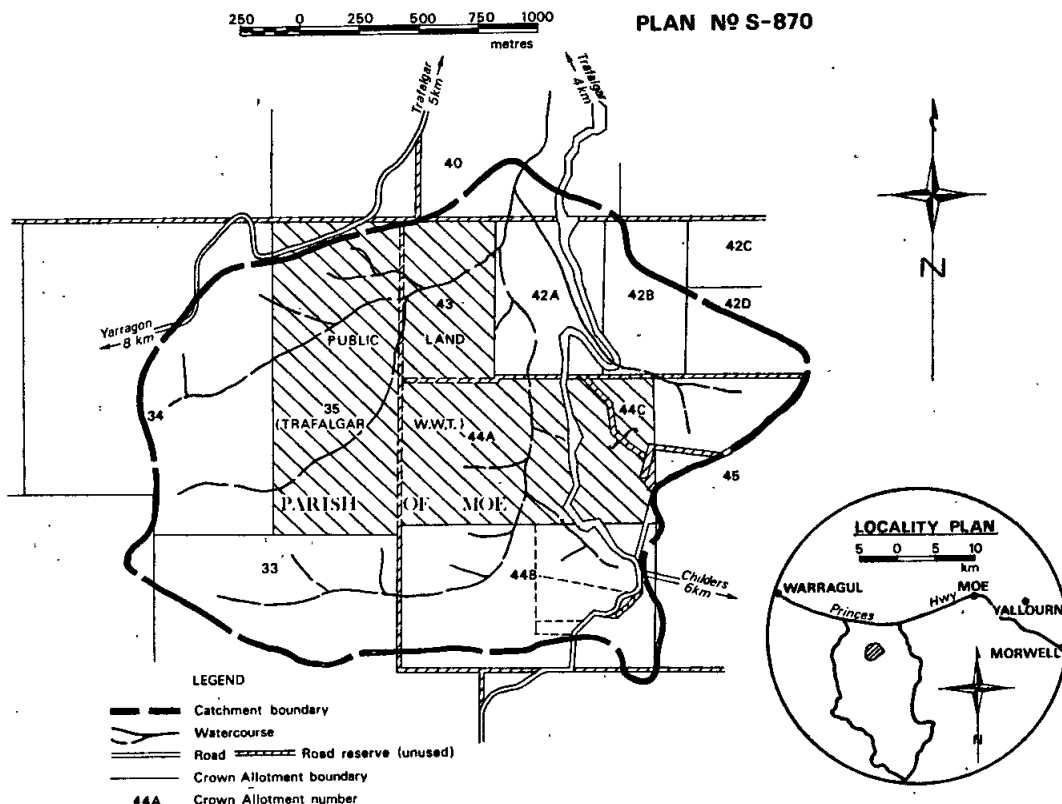 250 0 250 500 750 1000
metres
PLAN Nº S-870
Trafalgar
5km
Trafalgar
4km
40
N
42C
42A
42B
42D
43
Yarragon
8 km
PUBLIC LAND
34
35
(TRAFALGAR W.W.T.)
44A
44C
45
PARISH OF MOE
33
44B
Childers
6km
LOCALITY PLAN
5 0 5 10
km
WARRAGUL
MOE
Princes Hwy
YALLOURN
MORWELL
N
LEGEND
Catchment boundary
Watercourse
Road
Road reserve (unused)
Crown Allotment boundary
44A Crown Allotment number